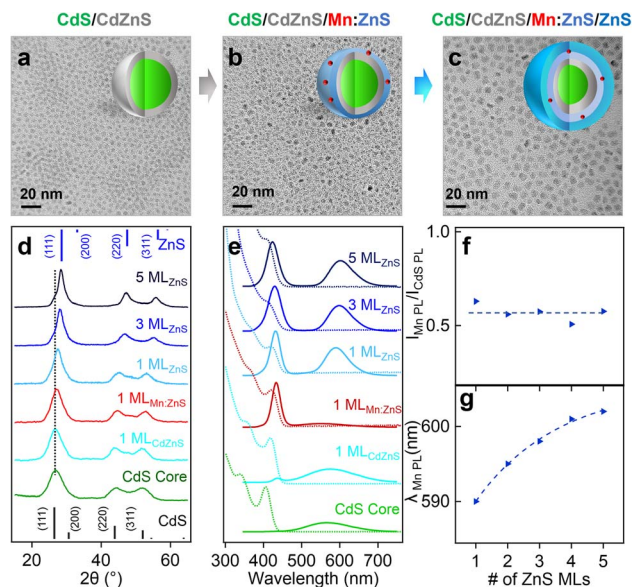 CdS/CdZnS
CdS/CdZnS/Mn:ZnS
CdS/CdZnS/Mn:ZnS/ZnS
a
20 nm
b
20 nm
c
20 nm
d
(111)
(200)
(220)
(311)
ZnS
5 MLZnS
3 MLZnS
1 MLZnS
1 MLMn:ZnS
1 MLCdZnS
CdS Core
(111)
(200)
(220)
(311)
CdS
20 40 60
2θ (°)
e
5 MLZnS
3 MLZnS
1 MLZnS
1 MLMn:ZnS
1 MLCdZnS
CdS Core
300 400 500 600 700
Wavelength (nm)
f
1.0
0.5
IMn PL/ICdS PL
g
600
590
λMn PL(nm)
1 2 3 4 5
# of ZnS MLs